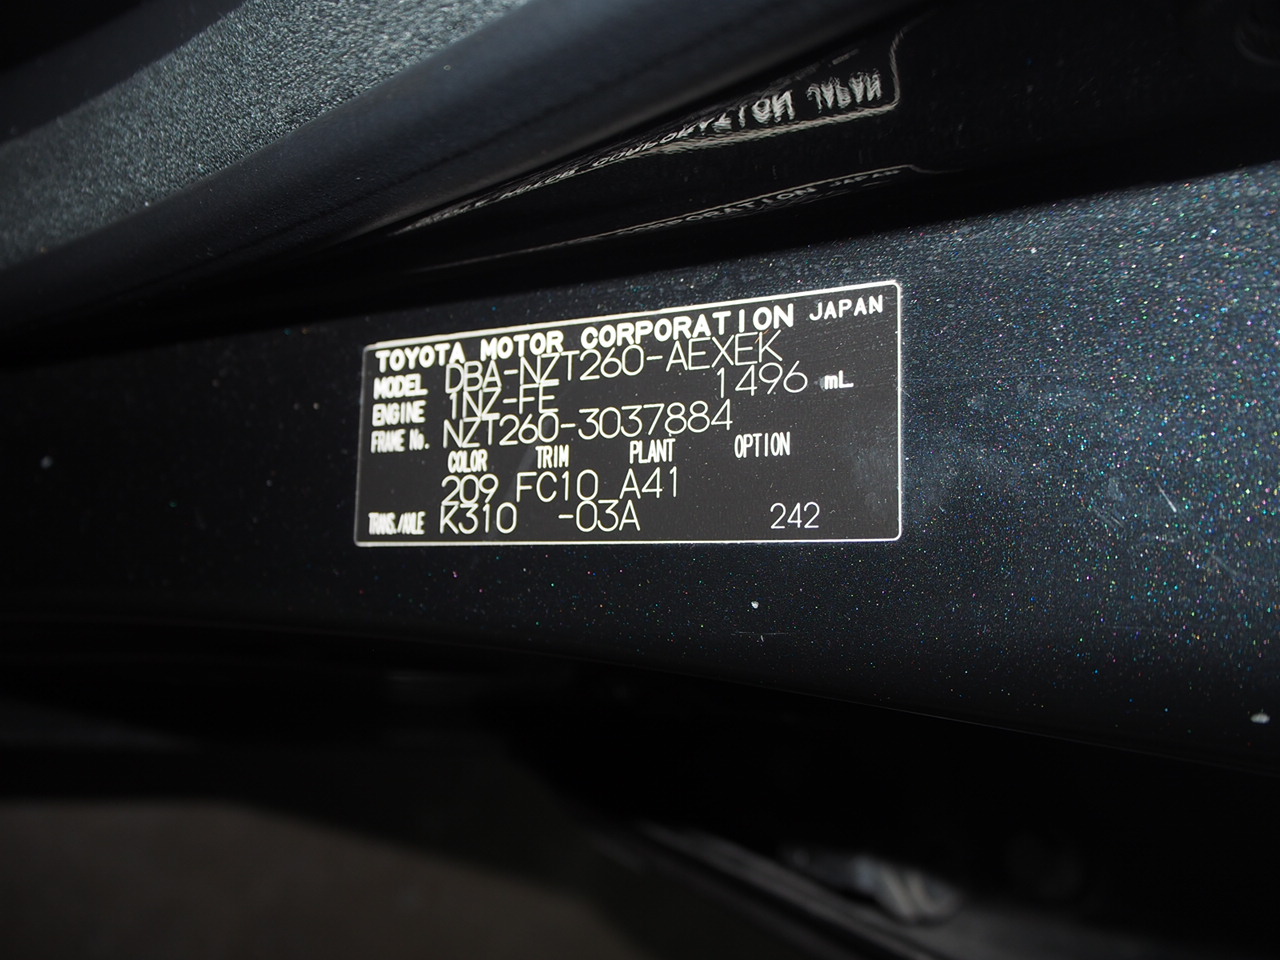 TOYOTA MOTOR CORPORATION JAPAN
MODEL DBA-NZT260-AEXEK
ENGINE 1NZ-FE 1496 mL
FRAME No. NZT260-3037884
COLOR TRIM PLANT OPTION
209 FC10 A41
TRANS./AXLE K310 -03A 242